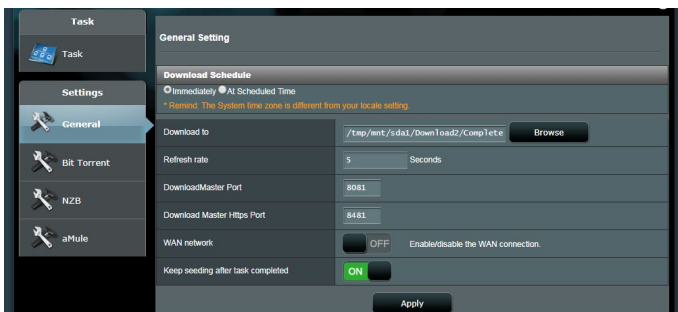 Task
Task
Settings
General
Bit Torrent
NZB
aMule
General Setting
Download Schedule
Immediately At Scheduled Time
* Remind: The System time zone is different from your locale setting.
Download to /tmp/mnt/sda1/Download2/Complete Browse
Refresh rate 5 Seconds
DownloadMaster Port 8081
Download Master Https Port 8481
WAN network OFF Enable/disable the WAN connection.
Keep seeding after task completed ON
Apply